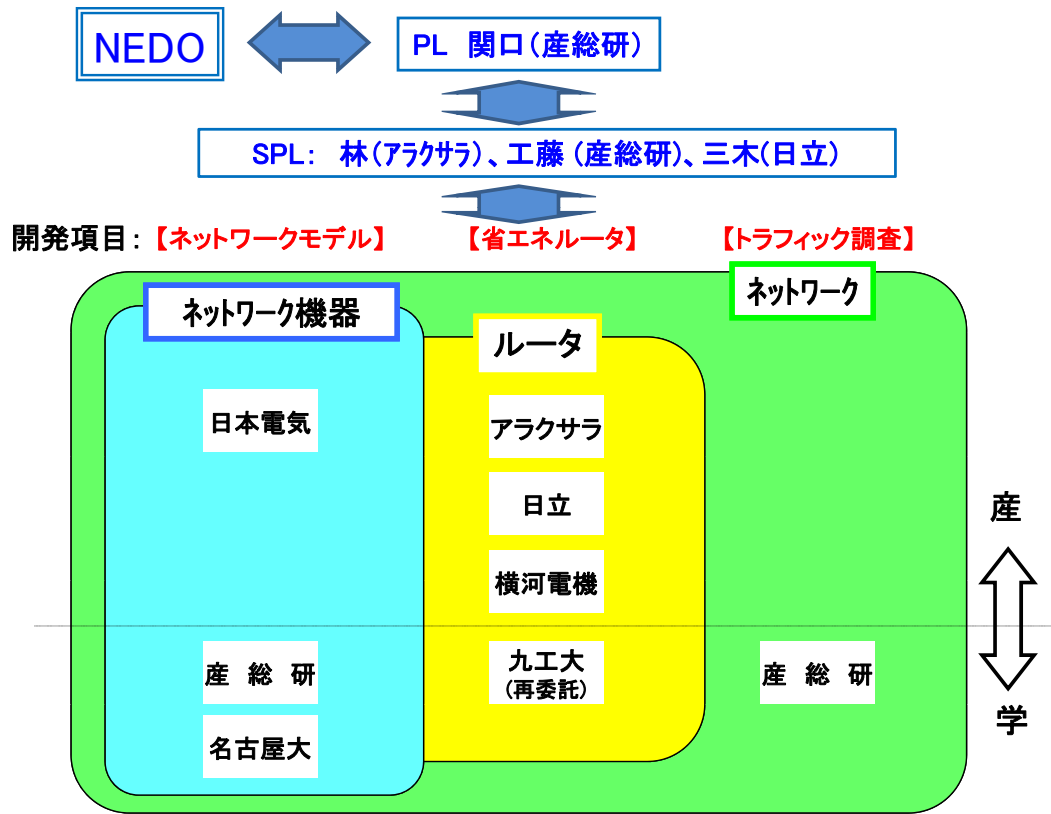 NEDO
PL 関口(産総研)
SPL: 林(アラクサラ)、工藤(産総研)、三木(日立)
開発項目: 【ネットワークモデル】 【省エネルータ】 【トラフィック調査】
ネットワーク機器
ルータ
ネットワーク
日本電気
アラクサラ
日立
横河電機
産
学
産 総 研
九工大
(再委託)
産 総 研
名古屋大